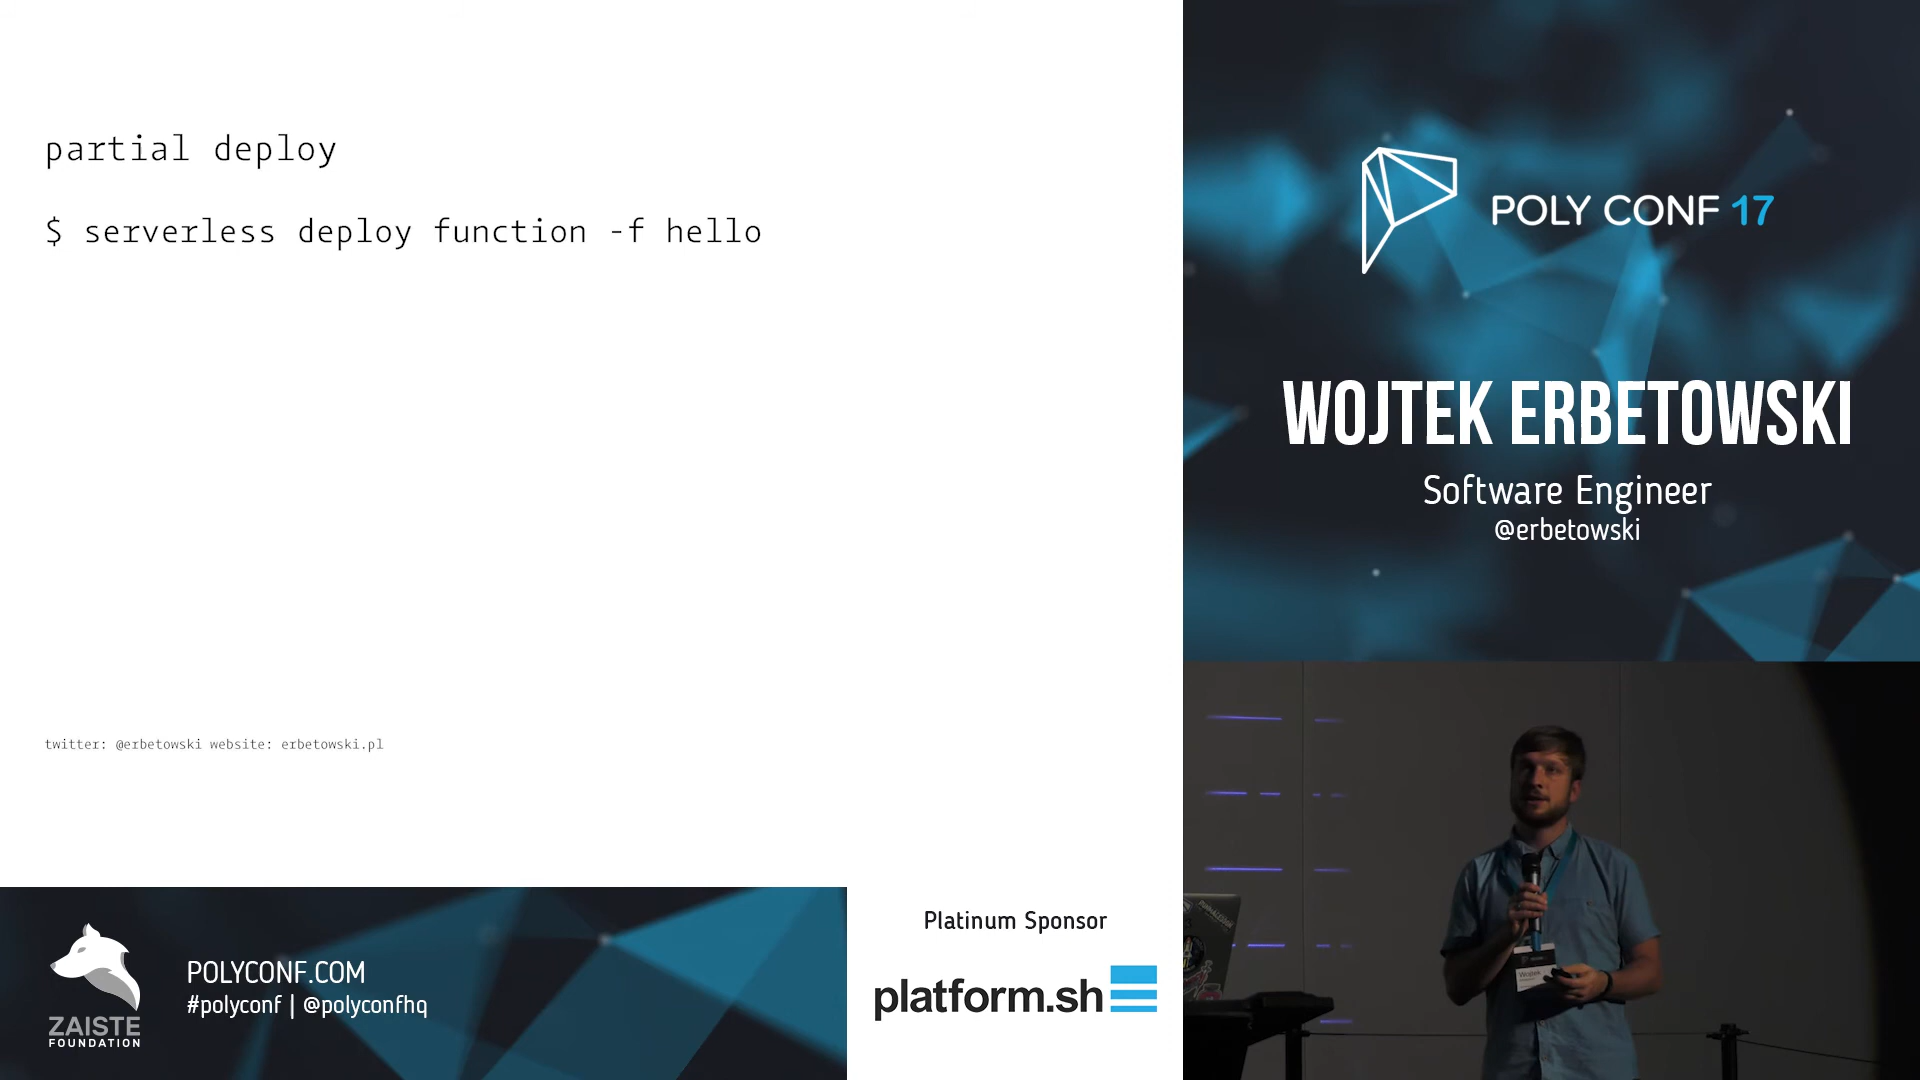 partial deploy
$ serverless deploy function -f hello
twitter: @erbetowski website: erbetowski.pl
POLY CONF 17
WOJTEK ERBETOWSKI
Software Engineer
@erbetowski
ZAISTE
FOUNDATION
POLYCONF.COM
#polyconf | @polyconfhq
Platinum Sponsor
platform.sh
Wojtek